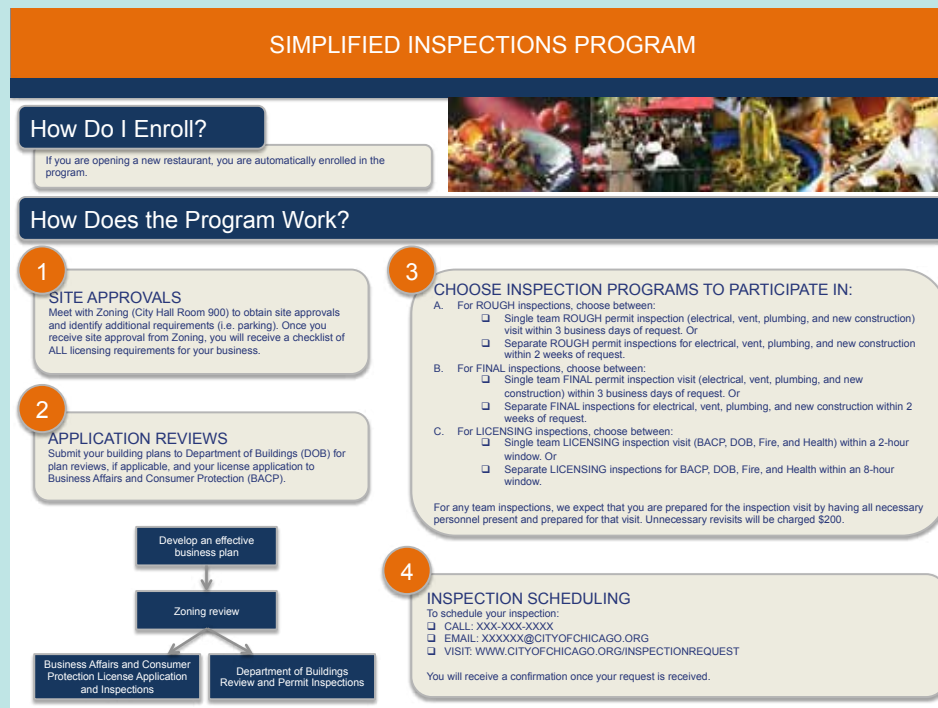 SIMPLIFIED INSPECTIONS PROGRAM
How Do I Enroll?
If you are opening a new restaurant, you are automatically enrolled in the
program.
How Does the Program Work?
1
SITE APPROVALS
Meet with Zoning (City Hall Room 900) to obtain site approvals
and identify additional requirements (i.e. parking). Once you
receive site approval from Zoning, you will receive a checklist of
ALL licensing requirements for your business.
2
APPLICATION REVIEWS
Submit your building plans to Department of Buildings (DOB) for
plan reviews, if applicable, and your license application to
Business Affairs and Consumer Protection (BACP).
Develop an effective
business plan
Zoning review
Business Affairs and Consumer
Protection License Application
and Inspections
Department of Buildings
Review and Permit Inspections
3
CHOOSE INSPECTION PROGRAMS TO PARTICIPATE IN:
A. For ROUGH inspections, choose between:
❑ Single team ROUGH permit inspection (electrical, vent, plumbing, and new construction)
visit within 3 business days of request. Or
❑ Separate ROUGH permit inspections for electrical, vent, plumbing, and new construction
within 2 weeks of request.
B. For FINAL inspections, choose between:
❑ Single team FINAL permit inspection visit (electrical, vent, plumbing, and new
construction) within 3 business days of request. Or
❑ Separate FINAL inspections for electrical, vent, plumbing, and new construction within 2
weeks of request.
C. For LICENSING inspections, choose between:
❑ Single team LICENSING inspection visit (BACP, DOB, Fire, and Health) within a 2-hour
window. Or
❑ Separate LICENSING inspections for BACP, DOB, Fire, and Health within an 8-hour
window.
For any team inspections, we expect that you are prepared for the inspection visit by having all necessary
personnel present and prepared for that visit. Unnecessary revisits will be charged $200.
4
INSPECTION SCHEDULING
To schedule your inspection:
❑ CALL: XXX-XXX-XXXX
❑ EMAIL: XXXXXX@CITYOFCHICAGO.ORG
❑ VISIT: WWW.CITYOFCHICAGO.ORG/INSPECTIONREQUEST
You will receive a confirmation once your request is received.